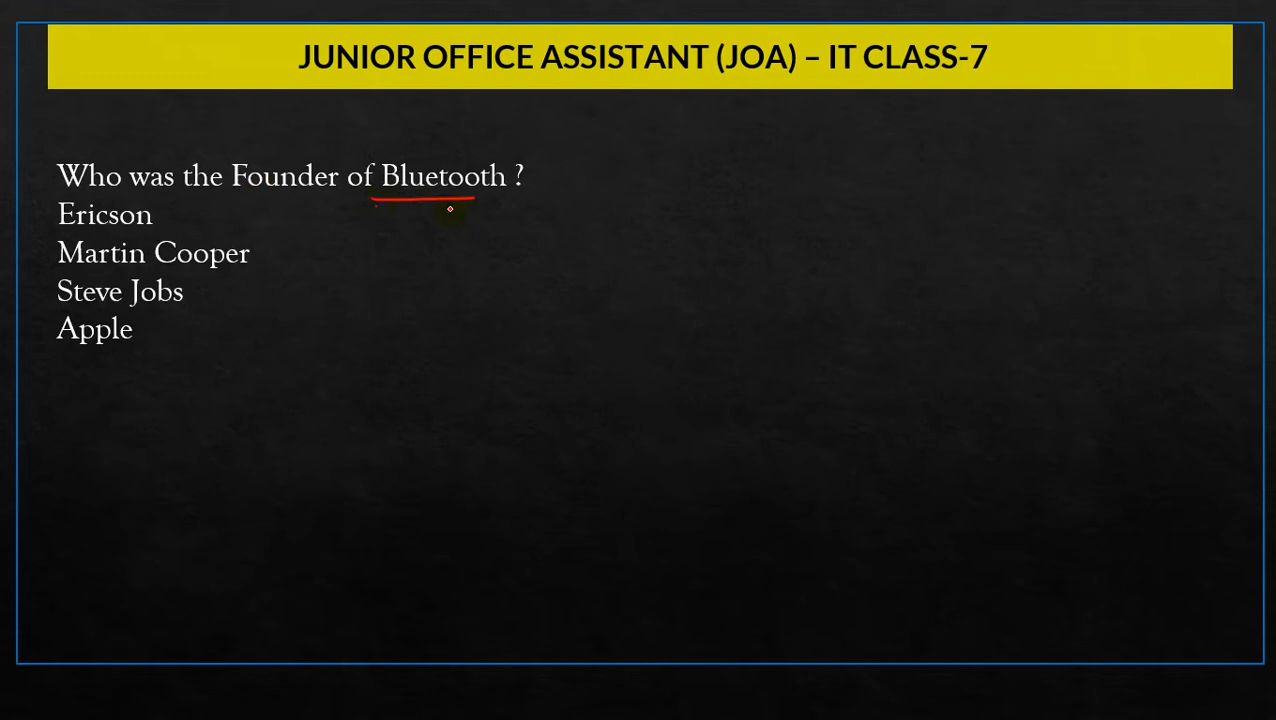 JUNIOR OFFICE ASSISTANT (JOA) – IT CLASS-7
Who was the Founder of Bluetooth ?
Ericson
Martin Cooper
Steve Jobs
Apple